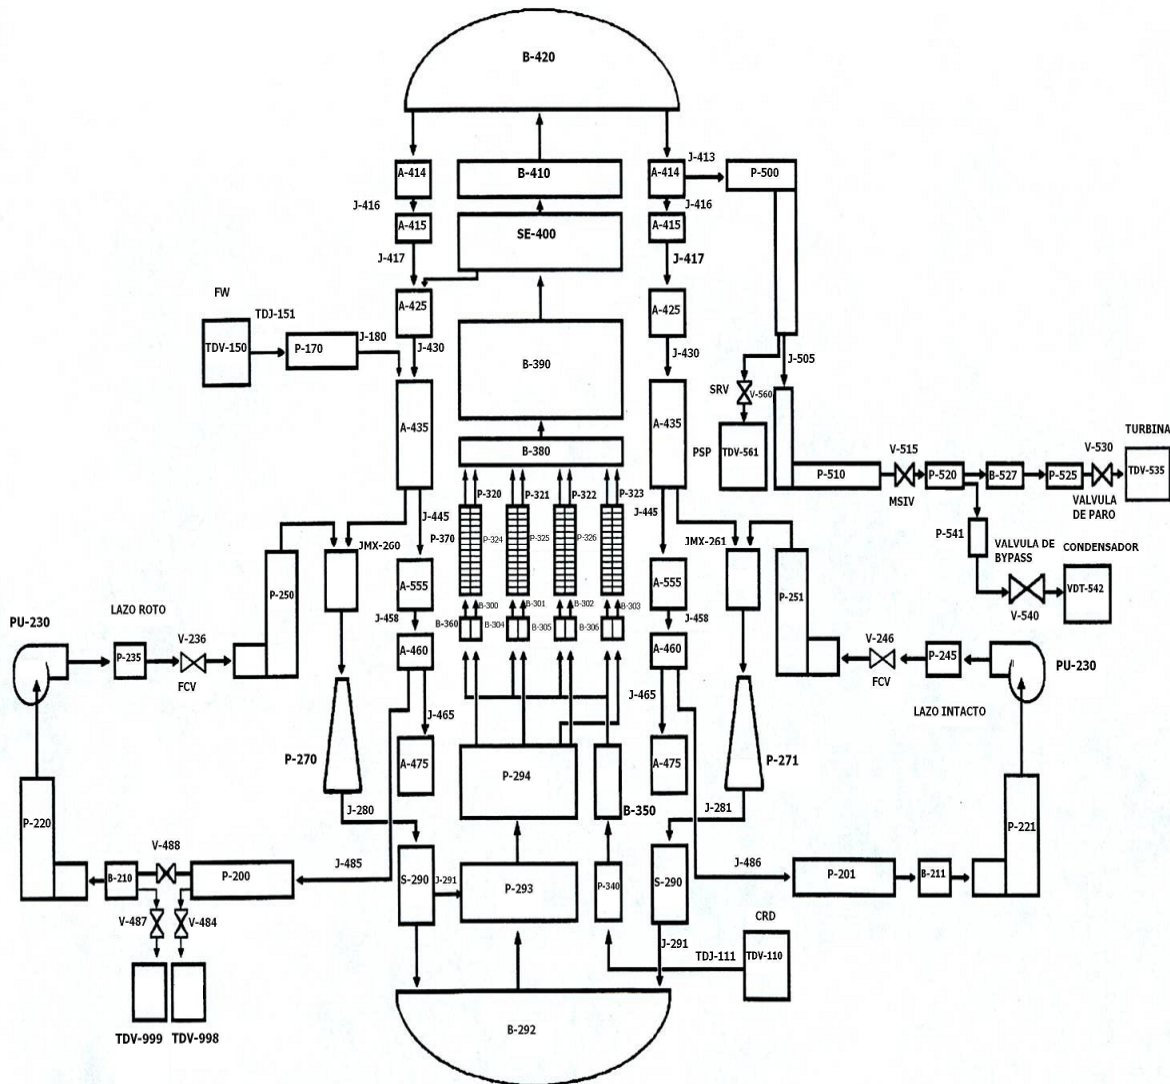 B-420
A-414
B-410
A-414
J-413
P-500
J-416
J-416
A-415
SE-400
A-415
J-417
J-417
FW
A-425
A-425
TDJ-151
TDV-150
P-170
J-180
J-430
B-390
J-430
J-505
A-435
A-435
SRV
V-560
B-380
PSP
TDV-561
TURBINA
V-515
P-510
P-520
B-527
P-525
V-530
TDV-535
MSIV
VALVULA
DE PARO
P-320
P-321
P-322
P-323
J-445
J-445
P-370
P-324
P-325
P-326
P-541
VALVULA DE
BYPASS
CONDENSADOR
JMX-260
JMX-261
P-250
A-555
A-555
P-251
VDT-542
V-540
B-300
B-301
B-302
B-303
LAZO ROTO
J-458
B-360
B-304
B-305
B-306
J-458
PU-230
V-236
P-235
A-460
A-460
V-246
P-245
PU-230
FCV
FCV
J-465
J-465
LAZO INTACTO
P-270
A-475
P-294
A-475
P-271
J-280
B-350
J-281
P-220
P-221
V-488
J-485
J-486
B-210
P-200
S-290
J-291
P-293
P-340
S-290
P-201
B-211
V-487
V-484
CRD
J-291
TDJ-111
TDV-110
TDV-999
TDV-998
B-292